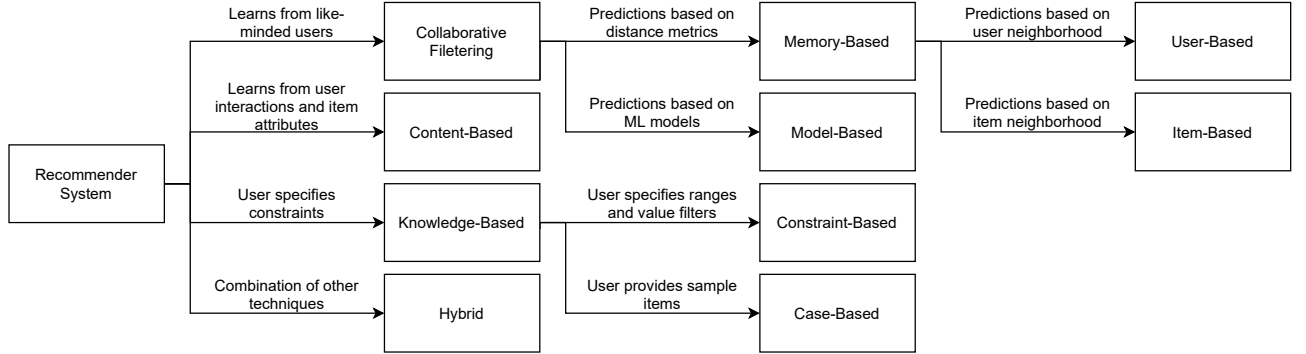 Learns from like-
minded users
Collaborative
Filetering
Predictions based on
distance metrics
Memory-Based
Predictions based on
user neighborhood
User-Based
Learns from user
interactions and item
attributes
Content-Based
Predictions based on
ML models
Model-Based
Predictions based on
item neighborhood
Item-Based
Recommender
System
User specifies
constraints
Knowledge-Based
User specifies ranges
and value filters
Constraint-Based
Combination of other
techniques
Hybrid
User provides sample
items
Case-Based